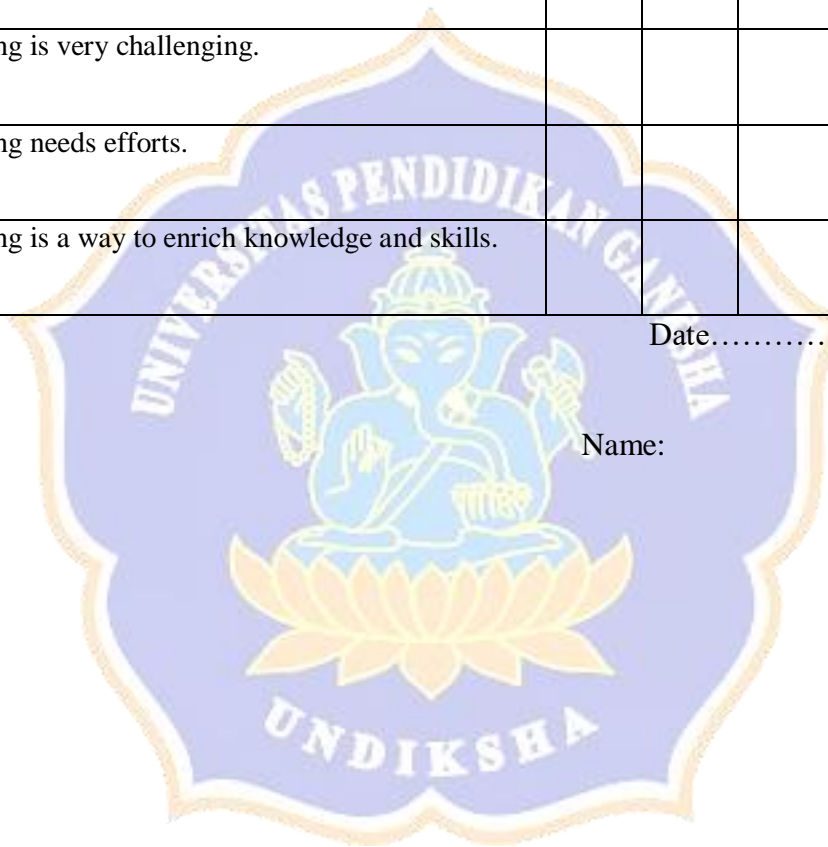 ng is very challenging.
ng needs efforts.
ng is a way to enrich knowledge and skills.
Date…………
Name:
UNIVERSITAS PENDIDIKAN GANESHA
UNDIKSHA